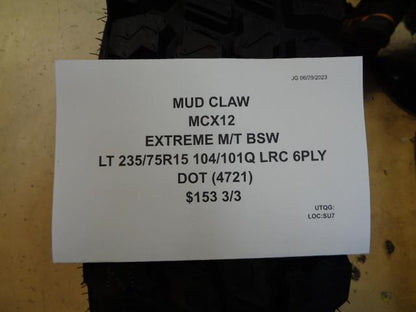 JG 06/29/2023
MUD CLAW
MCX12
EXTREME M/T BSW
LT 235/75R15 104/101Q LRC 6PLY
DOT (4721)
$153 3/3
UTQG:
LOC:SU7